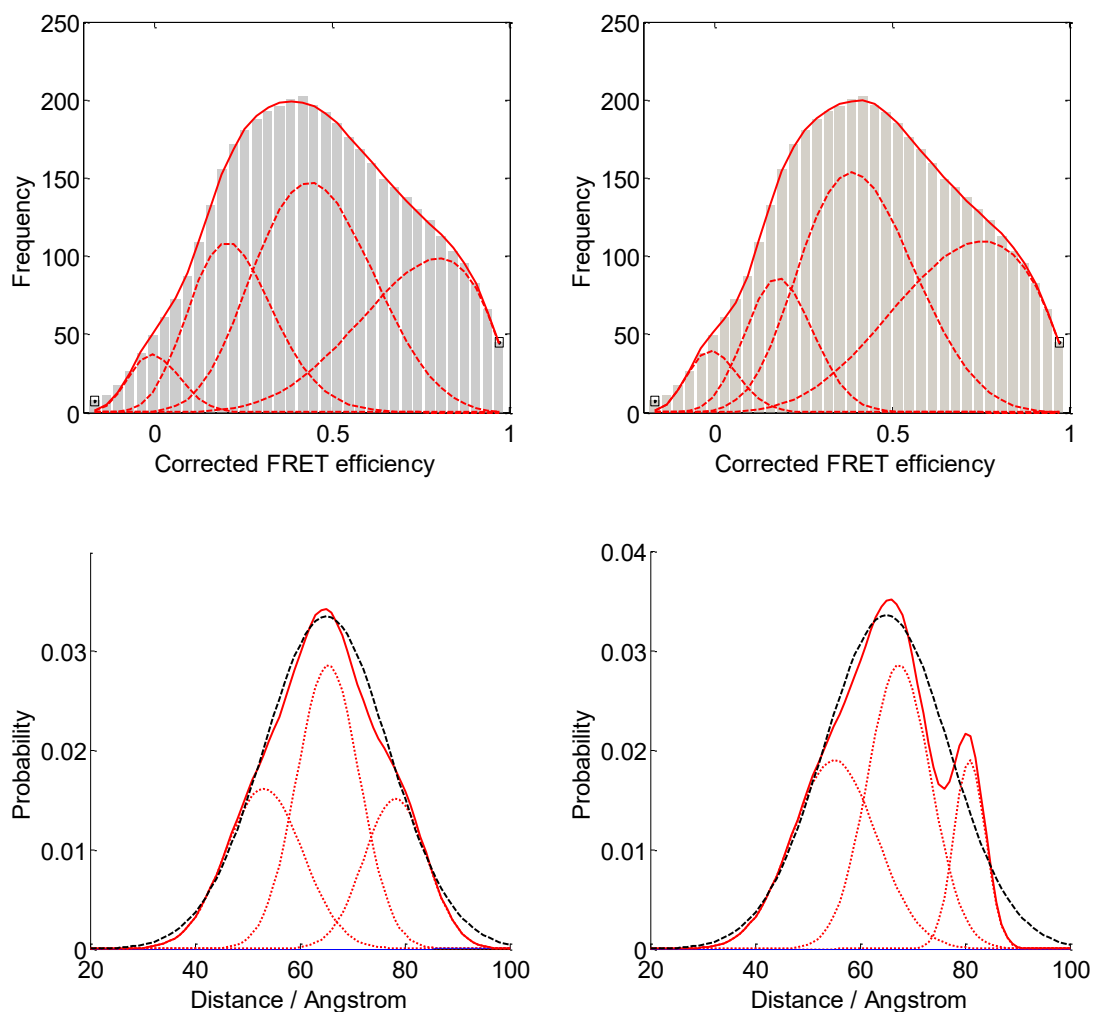 250
200
150
100
50
0
Frequency
0 0.5 1
Corrected FRET efficiency
250
200
150
100
50
0
Frequency
0 0.5 1
Corrected FRET efficiency
0.03
0.02
0.01
0
Probability
20 40 60 80 100
Distance / Angstrom
0.04
0.03
0.02
0.01
0
Probability
20 40 60 80 100
Distance / Angstrom